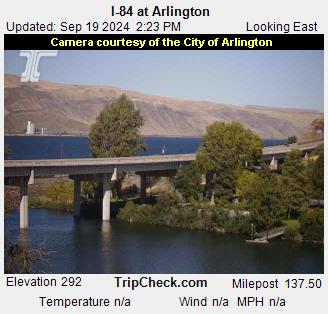 I-84 at Arlington
Updated: Sep 19 2024 2:23 PM Looking East
Camera courtesy of the City of Arlington
Elevation 292 TripCheck.com Milepost 137.50
Temperature n/a Wind n/a MPH n/a